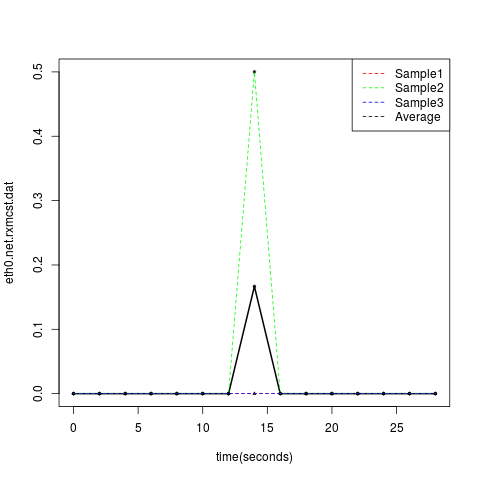 Sample1
Sample2
Sample3
Average
eth0.net.rxmcst.dat
0.5
0.4
0.3
0.2
0.1
0.0
0 5 10 15 20 25
time(seconds)